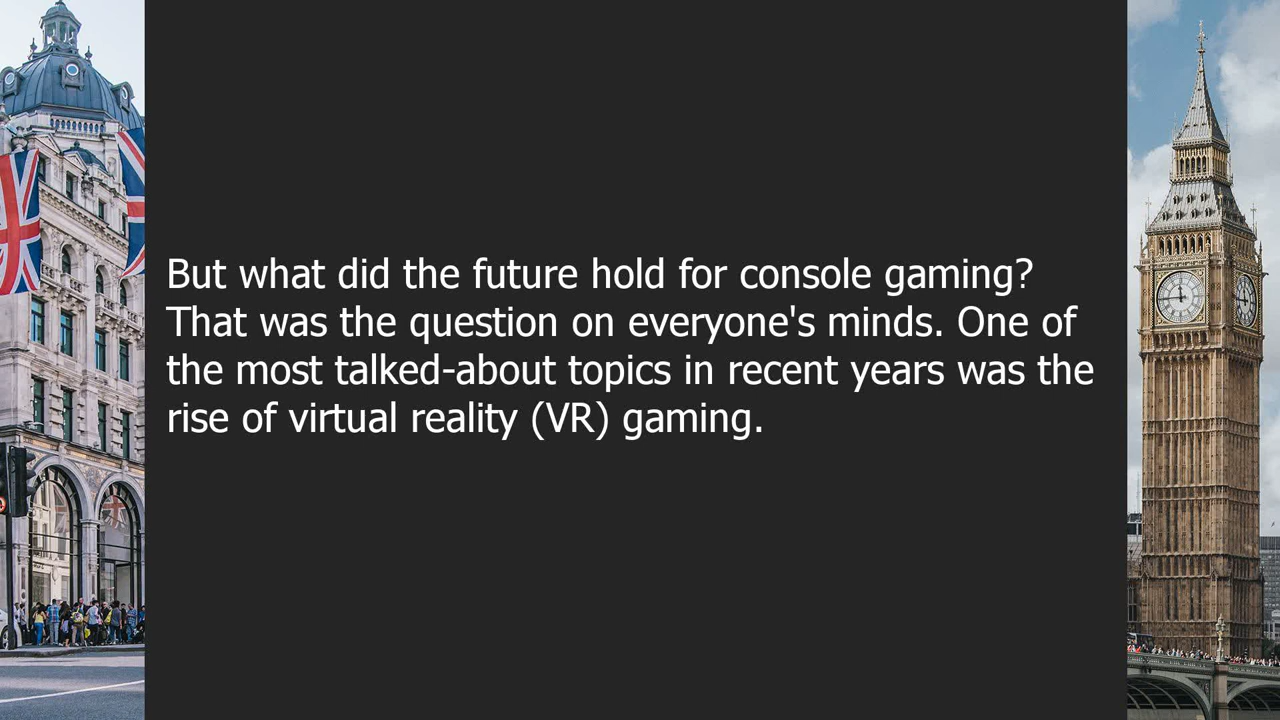 But what did the future hold for console gaming?
That was the question on everyone's minds. One of
the most talked-about topics in recent years was the
rise of virtual reality (VR) gaming.